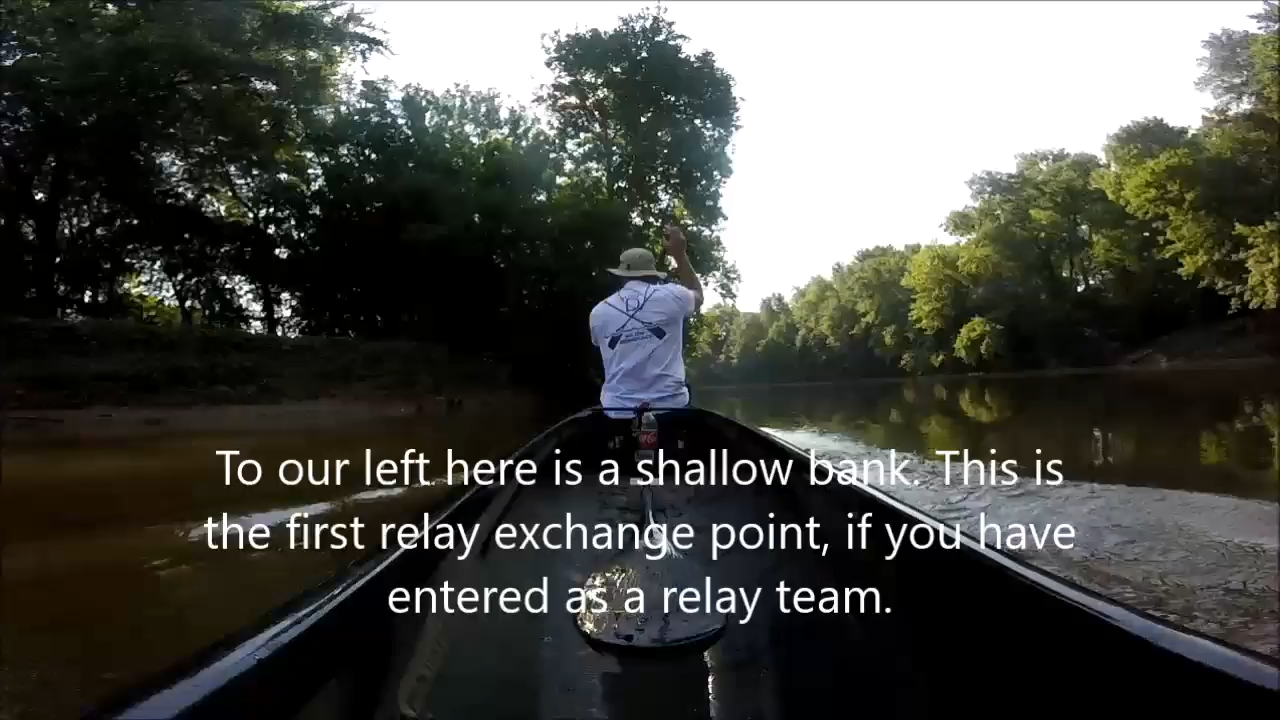 To our left here is a shallow bank. This is
the first relay exchange point, if you have
entered as a relay team.